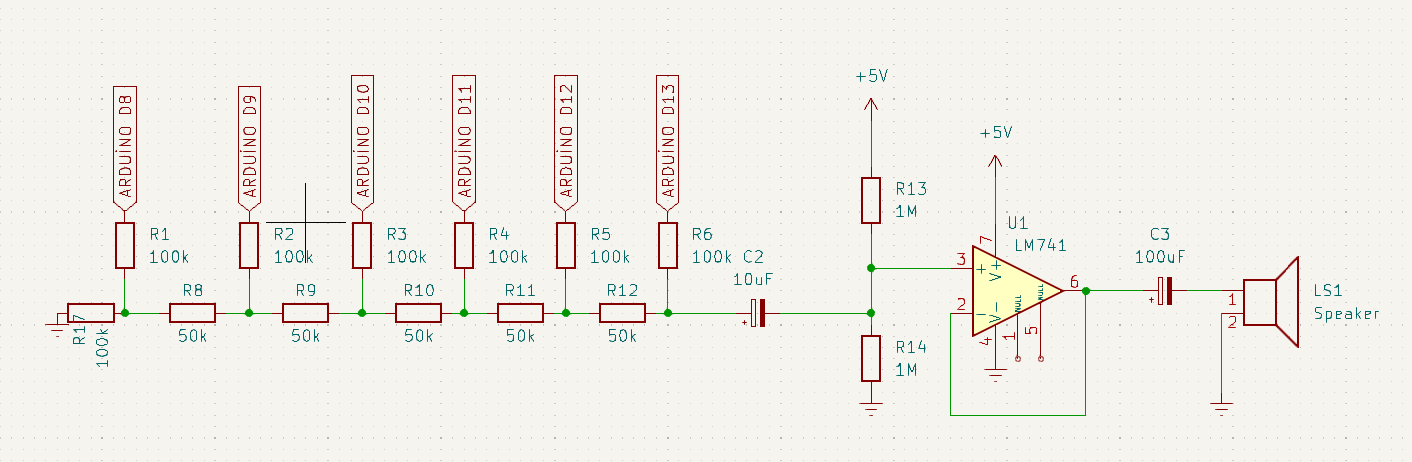 ARDUiNO D8
ARDUiNO D9
ARDUiNO D10
ARDUiNO D11
ARDUiNO D12
ARDUiNO D13
+5V
+5V
R1
100k
R2
100k
R3
100k
R4
100k
R5
100k
R6
100k
C2
10uF
R13
1M
U1
LM741
7
3
+
V+
2
-
V-
6
NULL
NULL
4
1
5
C3
100uF
+
1
2
LS1
Speaker
R17
100k
R8
50k
R9
50k
R10
50k
R11
50k
R12
50k
+
R14
1M